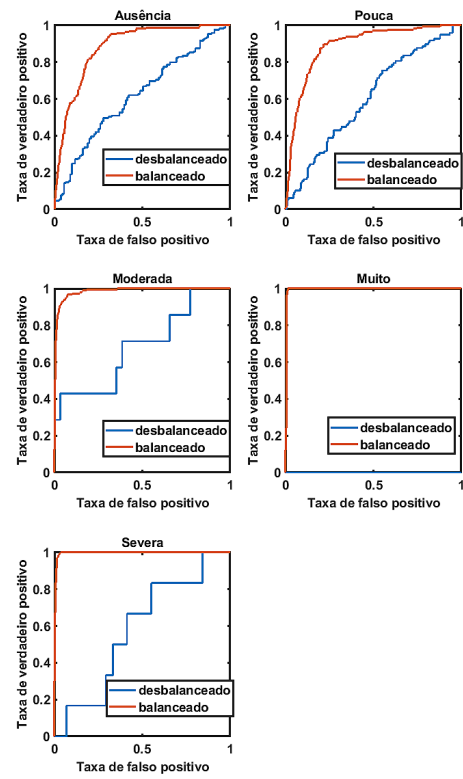 Ausência
Taxa de verdadeiro positivo
1
0.8
0.6
0.4
0.2
0
desbalanceado
balanceado
0 0.5 1
Taxa de falso positivo
Pouca
Taxa de verdadeiro positivo
1
0.8
0.6
0.4
0.2
0
desbalanceado
balanceado
0 0.5 1
Taxa de falso positivo
Moderada
Taxa de verdadeiro positivo
1
0.8
0.6
0.4
0.2
0
desbalanceado
balanceado
0 0.5 1
Taxa de falso positivo
Muito
Taxa de verdadeiro positivo
1
0.8
0.6
0.4
0.2
0
desbalanceado
balanceado
0 0.5 1
Taxa de falso positivo
Severa
Taxa de verdadeiro positivo
1
0.8
0.6
0.4
0.2
0
desbalanceado
balanceado
0 0.5 1
Taxa de falso positivo